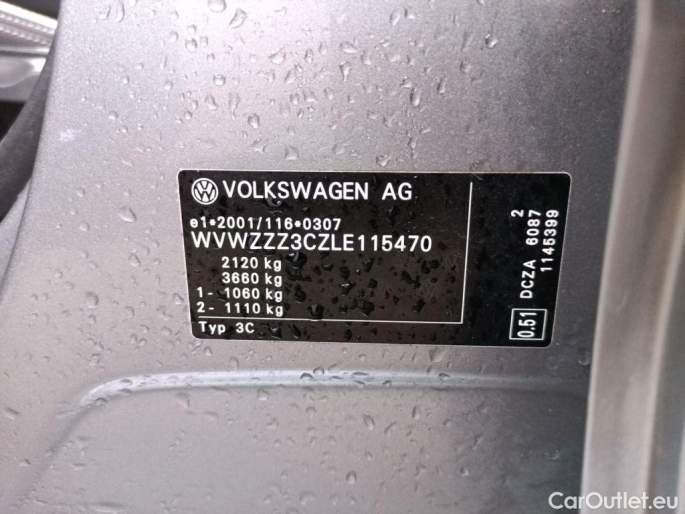 VOLKSWAGEN AG
e1*2001/116*0307
WVWZZZ3CZLE115470
2120 kg
3660 kg
1- 1060 kg
2- 1110 kg
Typ 3C
0.51 DCZA 6087 2
1145399
CarOutlet.eu